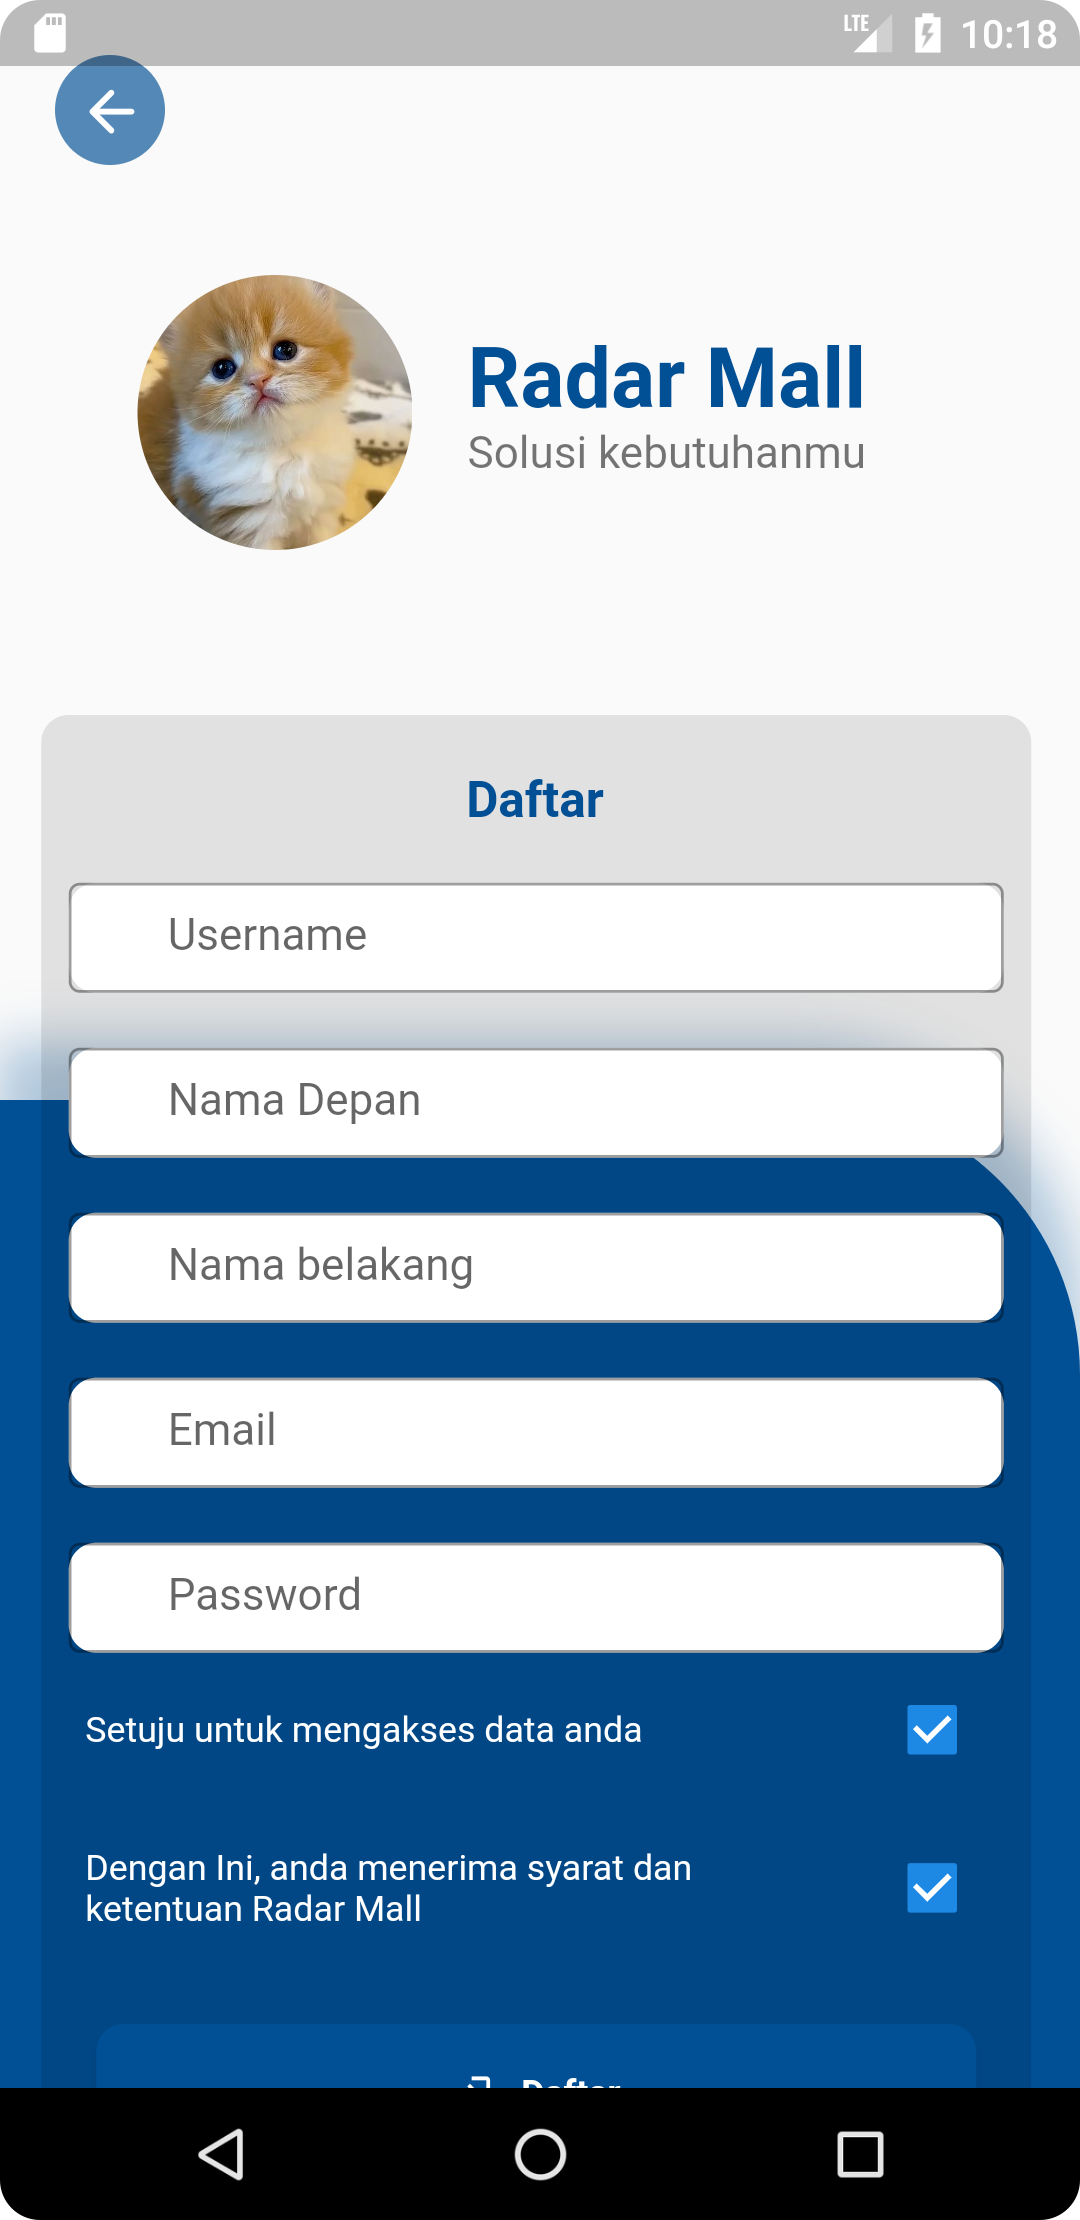 LTE 10:18
Radar Mall
Solusi kebutuhanmu
Daftar
Username
Nama Depan
Nama belakang
Email
Password
Setuju untuk mengakses data anda
Dengan Ini, anda menerima syarat dan
ketentuan Radar Mall
Daftar